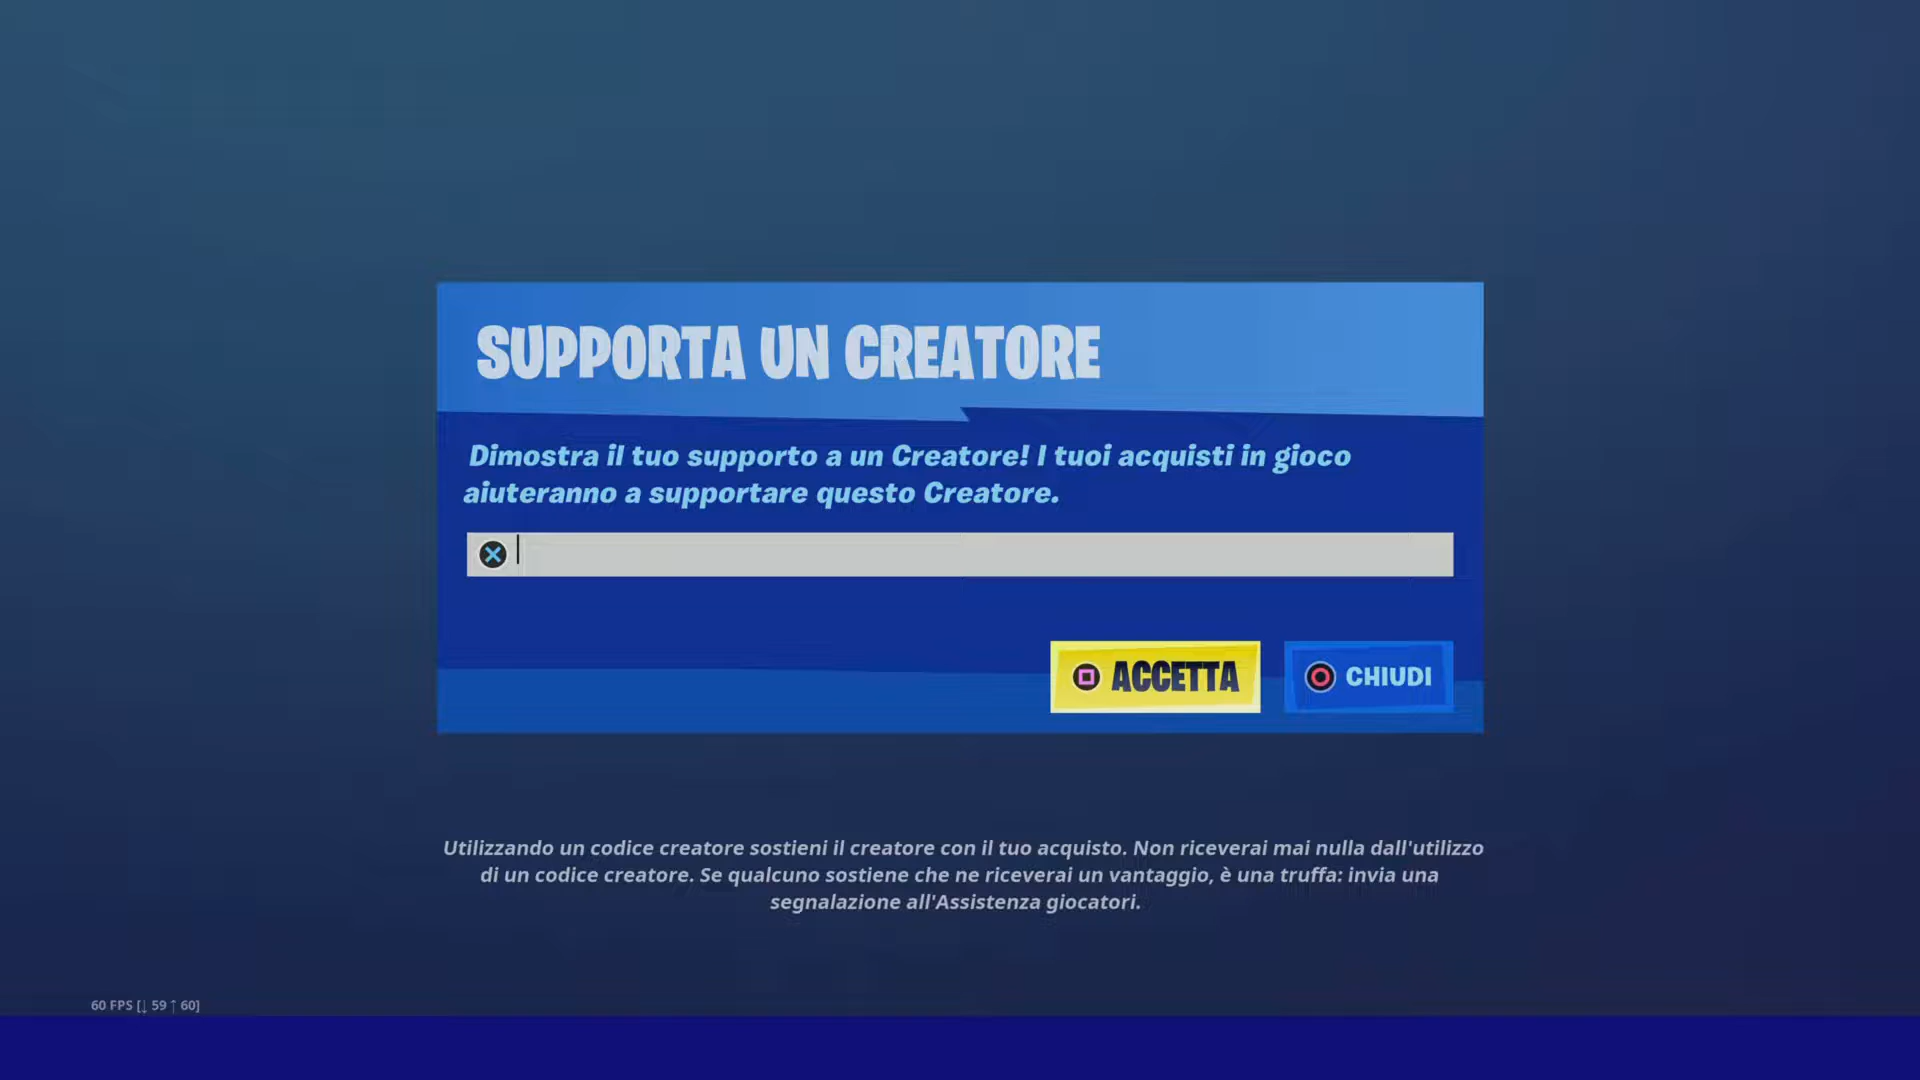 SUPPORTA UN CREATORE
Dimostra il tuo supporto a un Creatore! I tuoi acquisti in gioco
aiuteranno a supportare questo Creatore.
ACCETTA
CHIUDI
Utilizzando un codice creatore sostieni il creatore con il tuo acquisto. Non riceverai mai nulla dall'utilizzo
di un codice creatore. Se qualcuno sostiene che ne riceverai un vantaggio, è una truffa: invia una
segnalazione all'Assistenza giocatori.
60 FPS [↓ 59 ↑ 60]